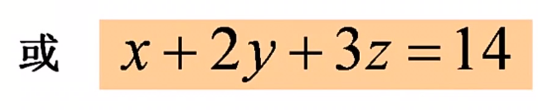 或 x + 2y + 3z = 14